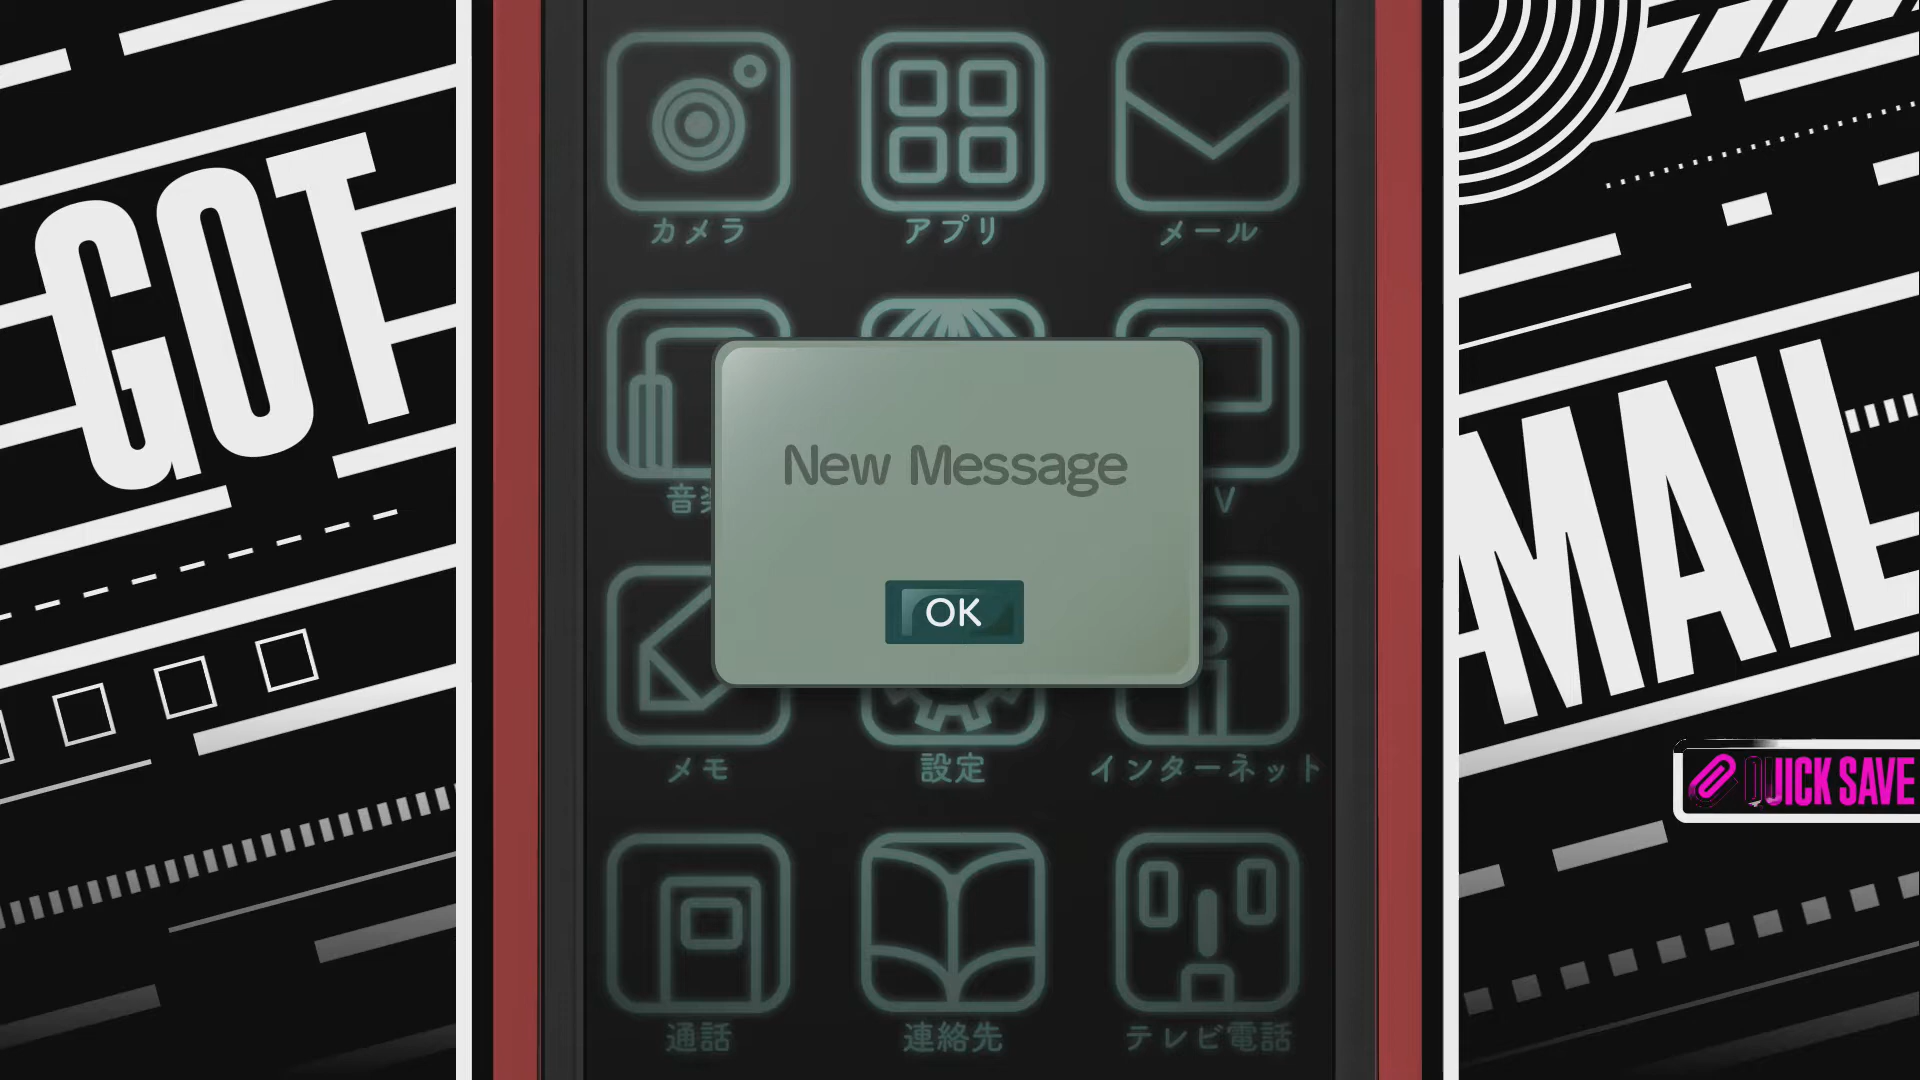 GOT
MAIL
カメラ
アプリ
メール
音
V
New Message
OK
メモ
設定
インターネット
QUICK SAVE
通話
連絡先
テレビ電話